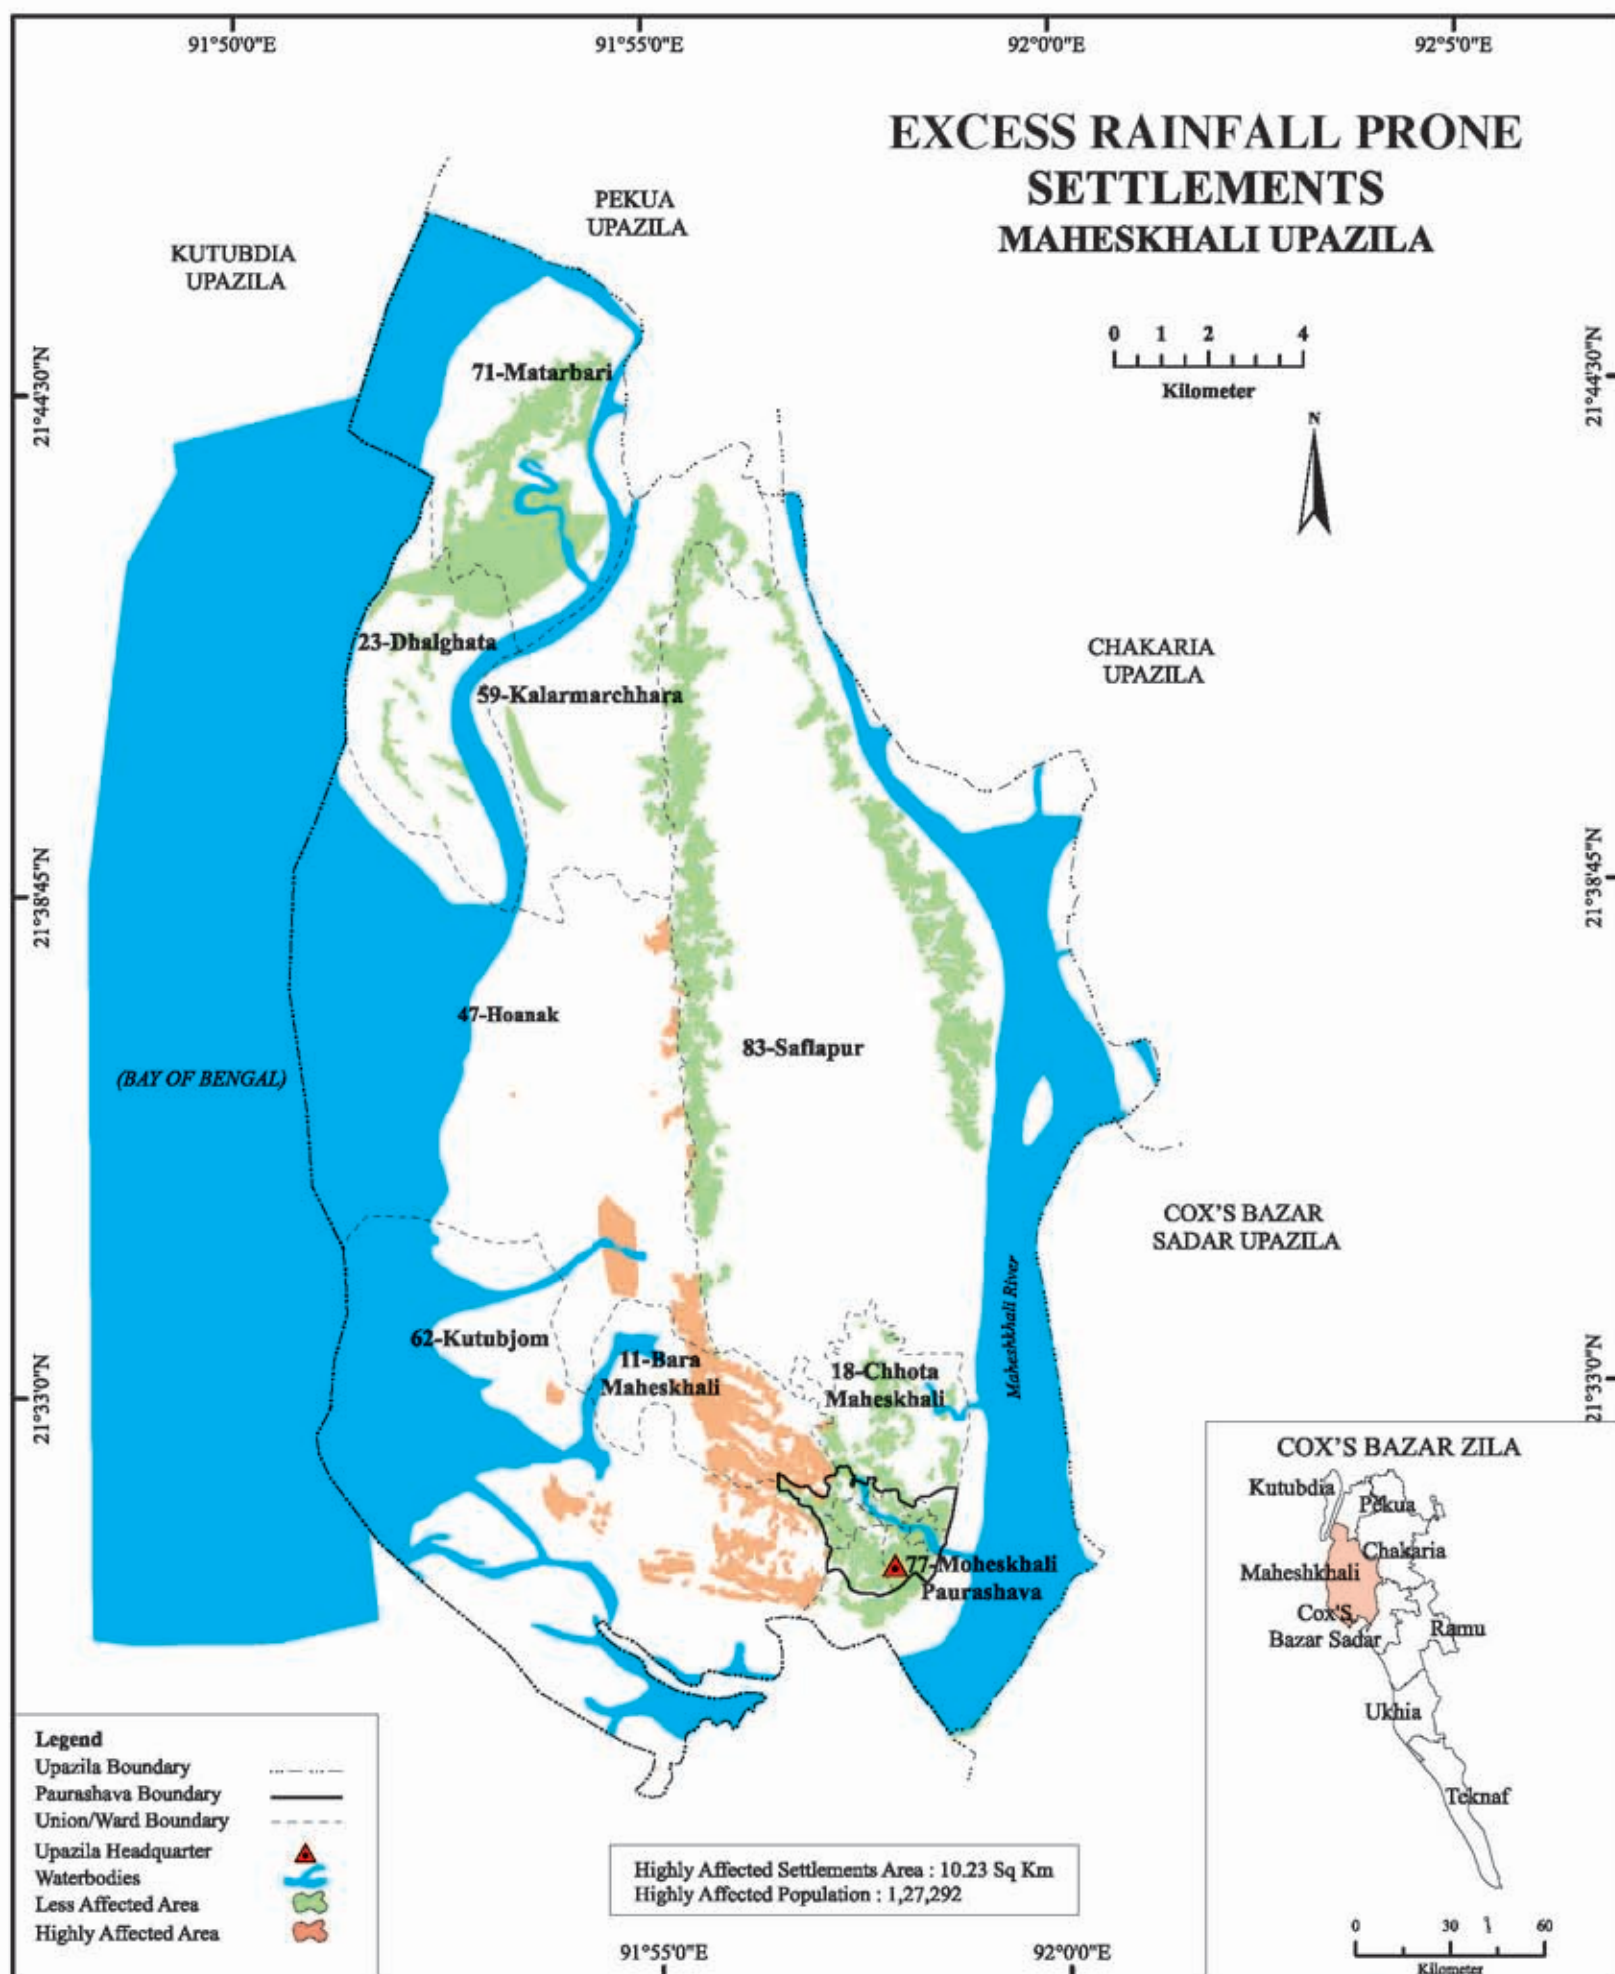 91°50'0"E
91°55'0"E
92°0'0"E
92°5'0"E
EXCESS RAINFALL PRONE
SETTLEMENTS
MAHESKHALI UPAZILA
PEKUA
UPAZILA
KUTUBDIA
UPAZILA
0 1 2 4
Kilometer
N
21°44'30"N
21°44'30"N
71-Matarbari
23-Dhalghata
59-Kalarmarchhara
CHAKARIA
UPAZILA
21°38'45"N
21°38'45"N
47-Hoanak
83-Saflapur
(BAY OF BENGAL)
COX'S BAZAR
SADAR UPAZILA
Maheshkhali River
62-Kutubjom
11-Bara
Maheskhali
18-Chhota
Maheskhali
21°33'0"N
21°33'0"N
77-Moheskhali
Paurashava
COX'S BAZAR ZILA
Kutubdia
Pekua
Chakaria
Maheshkhali
Cox'S
Bazar Sadar
Ramu
Ukhia
Teknaf
0 30 60
Kilometer
Legend
Upazila Boundary
Paurashava Boundary
Union/Ward Boundary
Upazila Headquarter
Waterbodies
Less Affected Area
Highly Affected Area
Highly Affected Settlements Area : 10.23 Sq Km
Highly Affected Population : 1,27,292
91°55'0"E
92°0'0"E